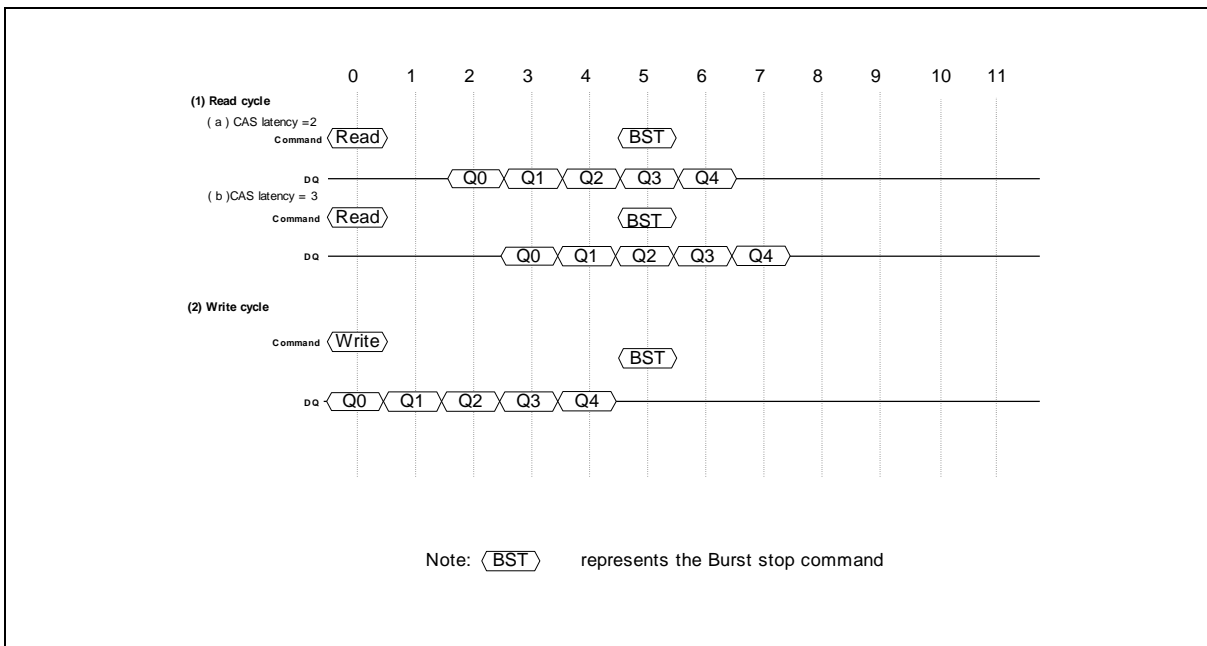 0 1 2 3 4 5 6 7 8 9 10 11
(1) Read cycle
( a ) CAS latency =2
Command Read BST
DQ Q0 Q1 Q2 Q3 Q4
( b )CAS latency = 3
Command Read BST
DQ Q0 Q1 Q2 Q3 Q4
(2) Write cycle
Command Write BST
DQ Q0 Q1 Q2 Q3 Q4
Note: BST represents the Burst stop command